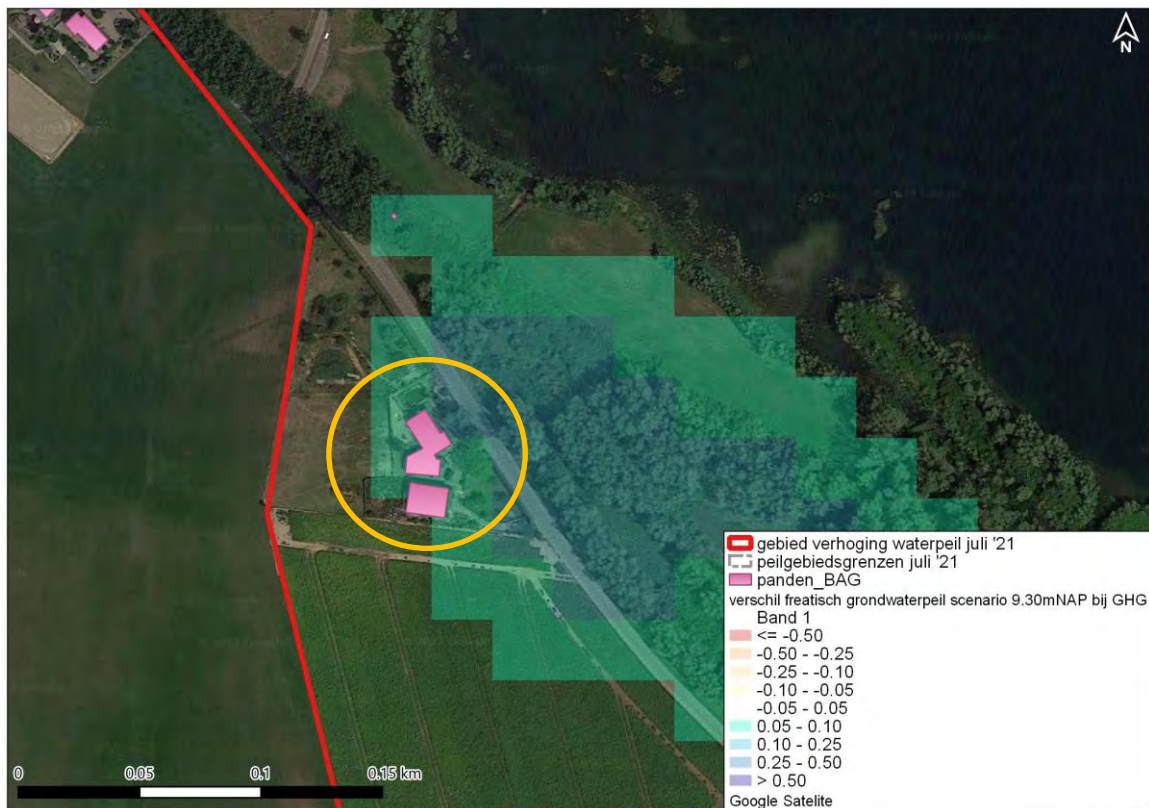 N
gebied verhoging waterpeil juli '21
peilgebiedsgrenzen juli '21
panden_BAG
verschil freatisch grondwaterpeil scenario 9.30mNAP bij GHG
Band 1
<= -0.50
-0.50 - -0.25
-0.25 - -0.10
-0.10 - -0.05
-0.05 - 0.05
0.05 - 0.10
0.10 - 0.25
0.25 - 0.50
> 0.50
Google Satelite
0 0.05 0.1 0.15 km